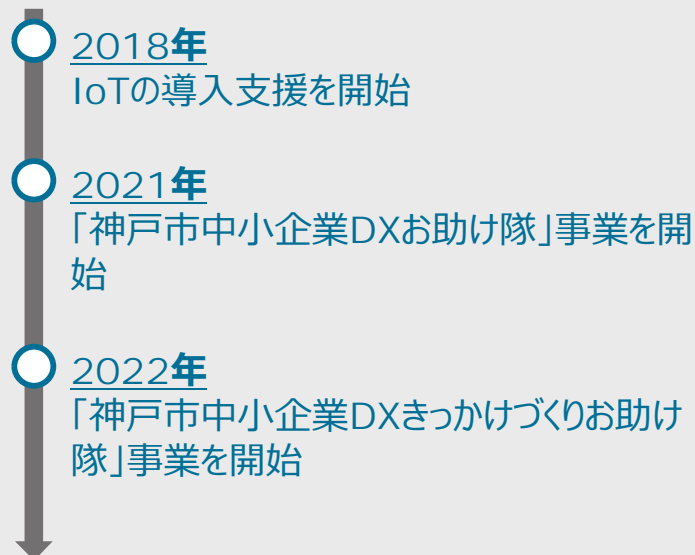 2018年
IoTの導入支援を開始
2021年
「神戸市中小企業DXお助け隊」事業を開
始
2022年
「神戸市中小企業DXきっかけづくりお助け
隊」事業を開始